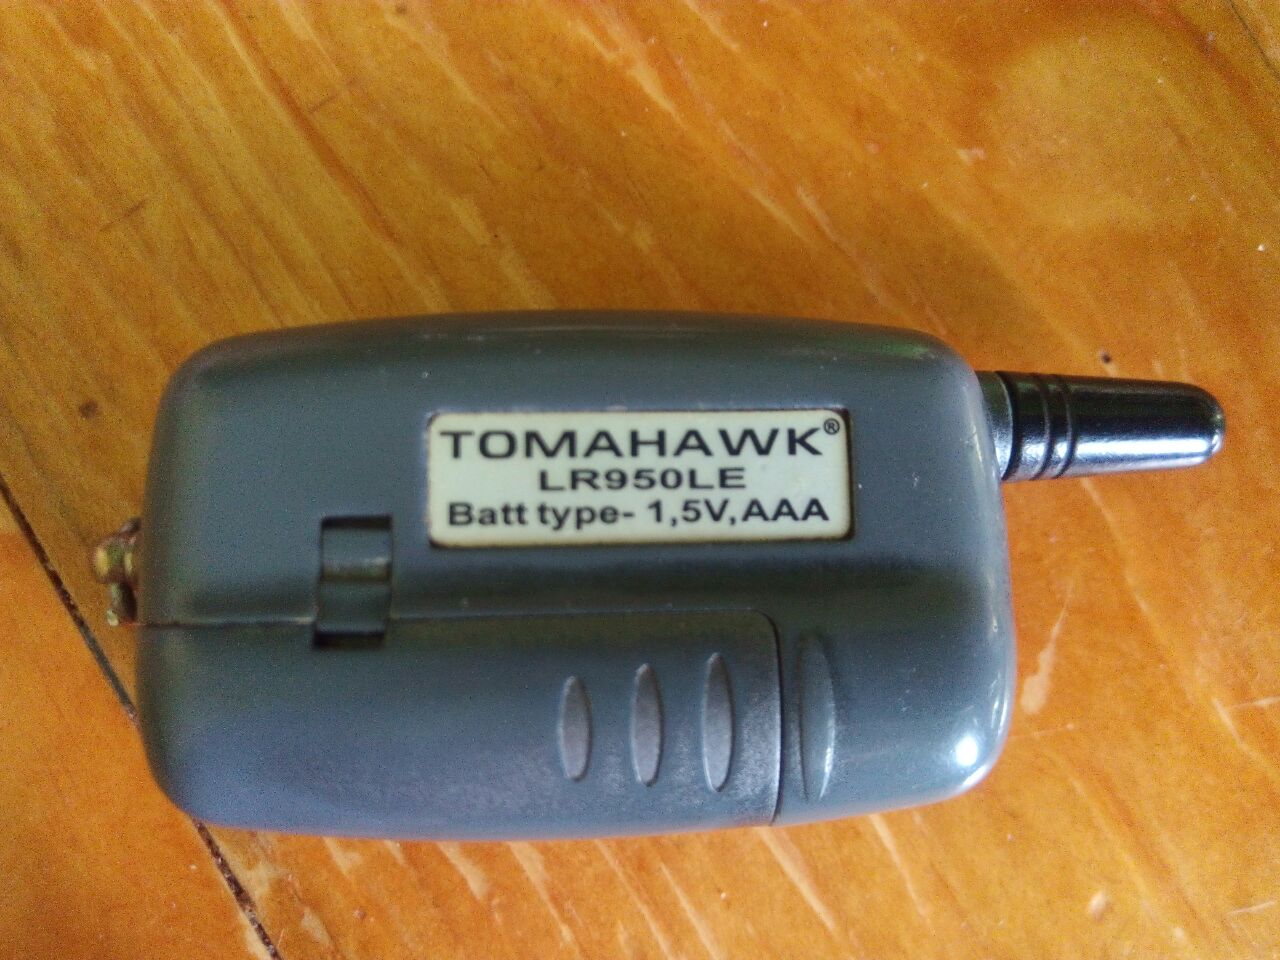 TOMAHAWK®
LR950LE
Batt type- 1,5V, AAA